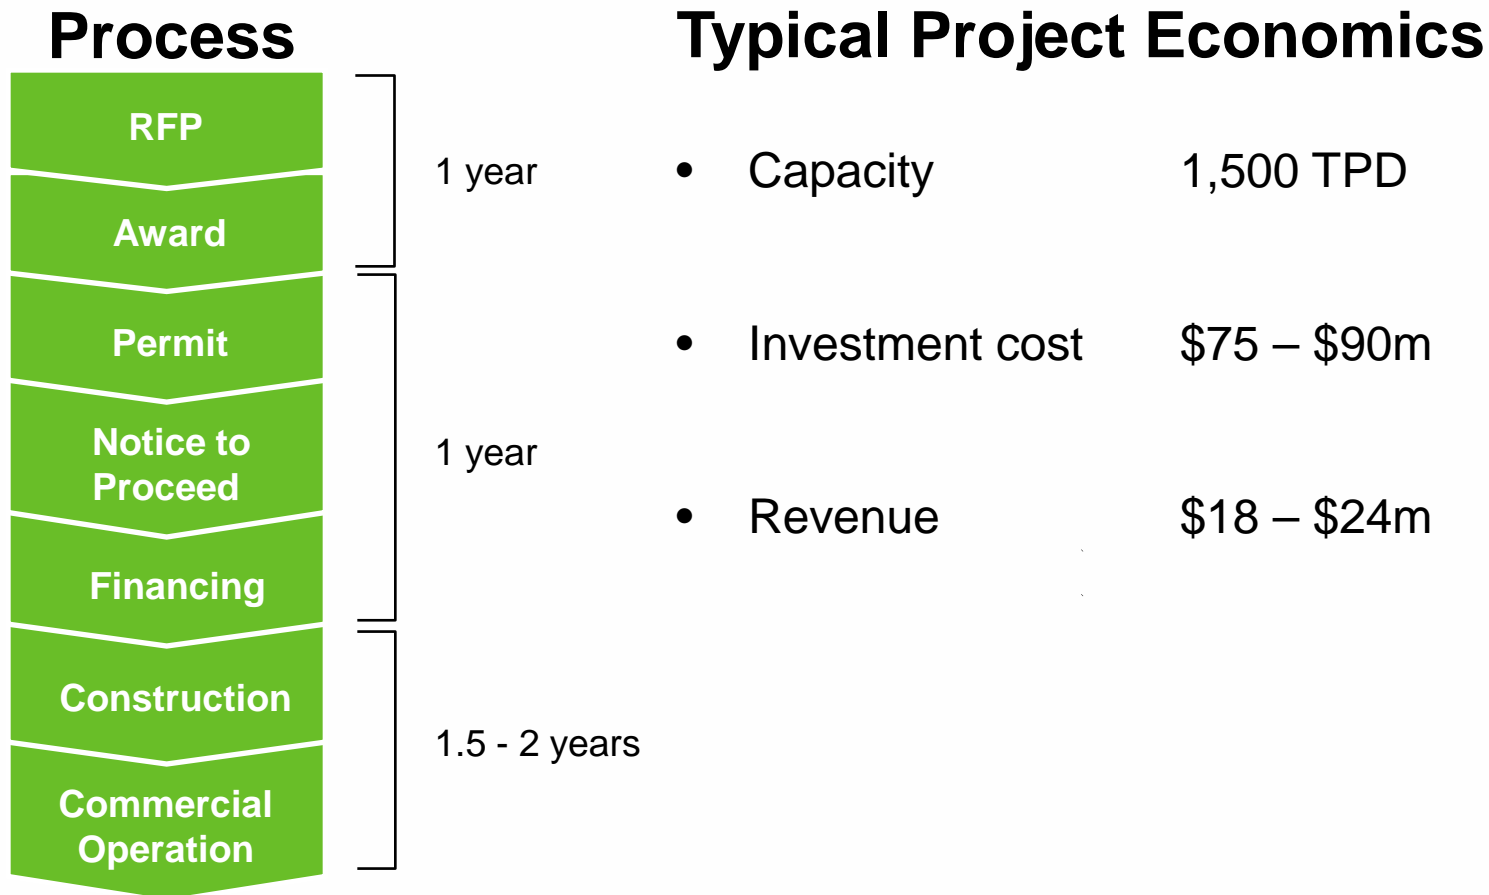 Process
RFP
Award
Permit
Notice to
Proceed
Financing
Construction
Commercial
Operation
1 year
1 year
1.5 - 2 years
Typical Project Economics
• Capacity 1,500 TPD
• Investment cost $75 – $90m
• Revenue $18 – $24m